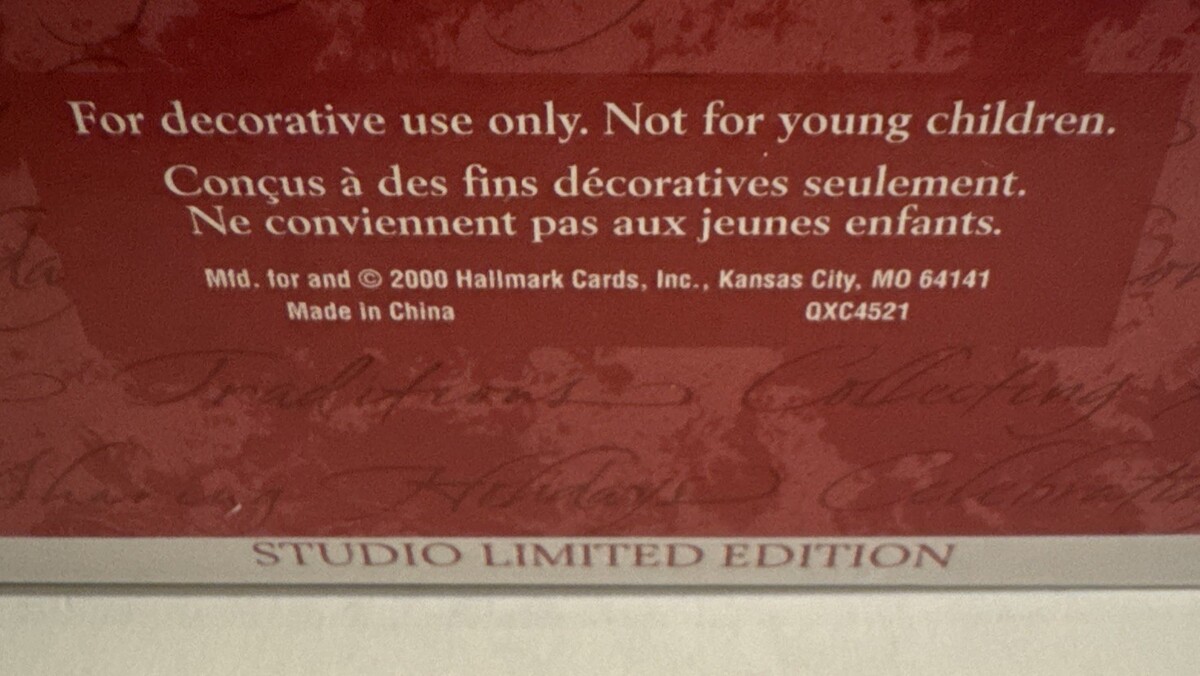 For decorative use only. Not for young children.
Conçus à des fins décoratives seulement.
Ne conviennent pas aux jeunes enfants.
Mfd. for and © 2000 Hallmark Cards, Inc., Kansas City, MO 64141
Made in China QXC4521
Traditions Collecting
Sharing Holidays
STUDIO LIMITED EDITION